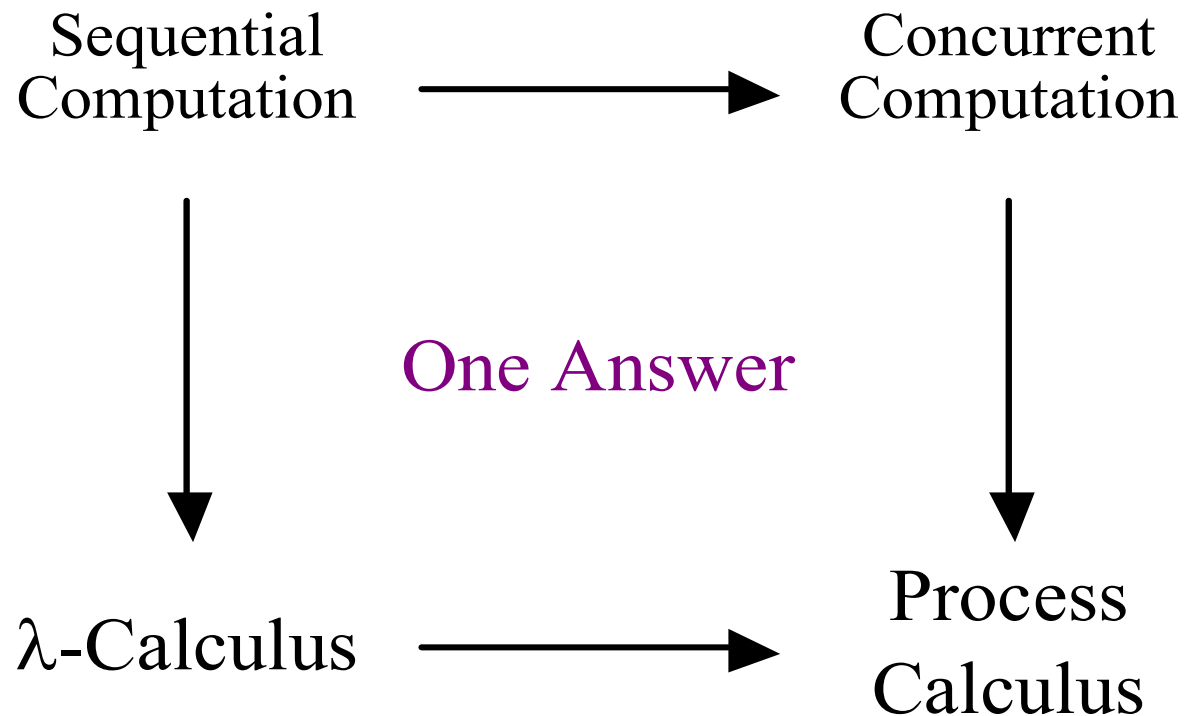 Sequential
Computation
Concurrent
Computation
One Answer
λ-Calculus
Process
Calculus